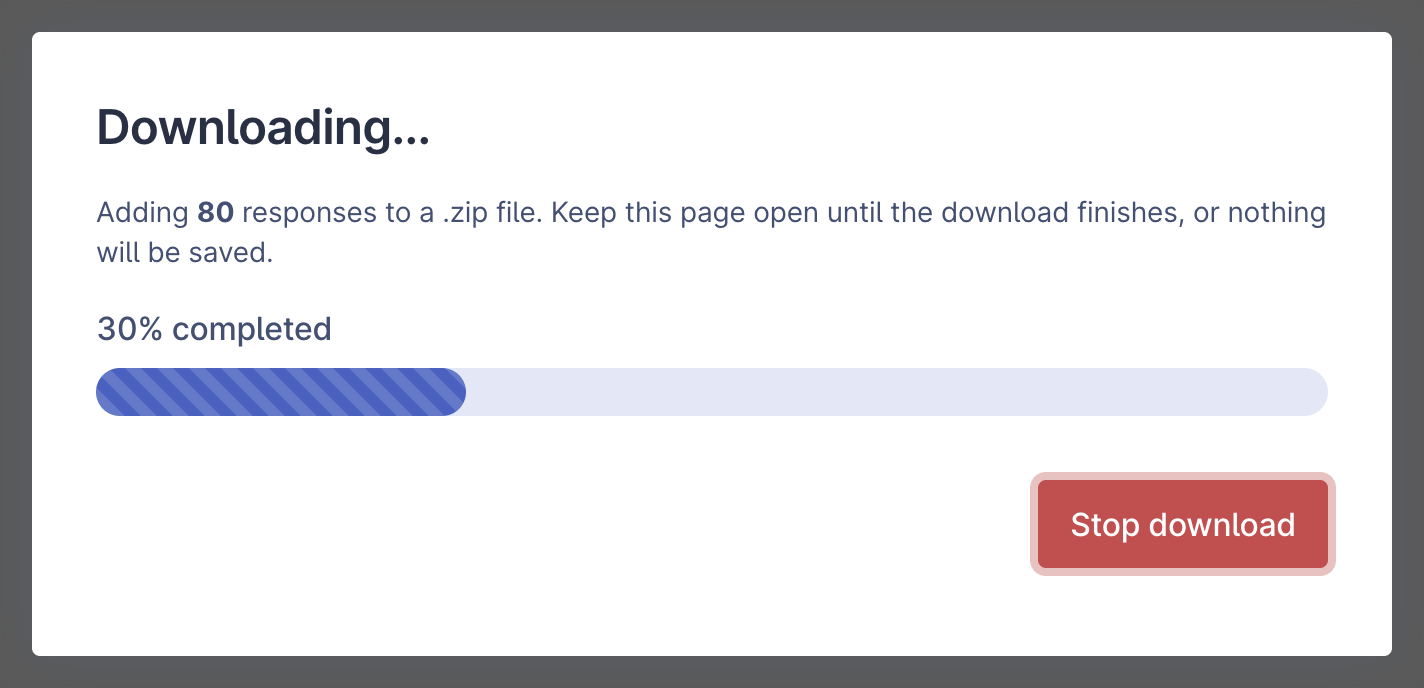 Downloading...
Adding 80 responses to a .zip file. Keep this page open until the download finishes, or nothing
will be saved.
30% completed
Stop download